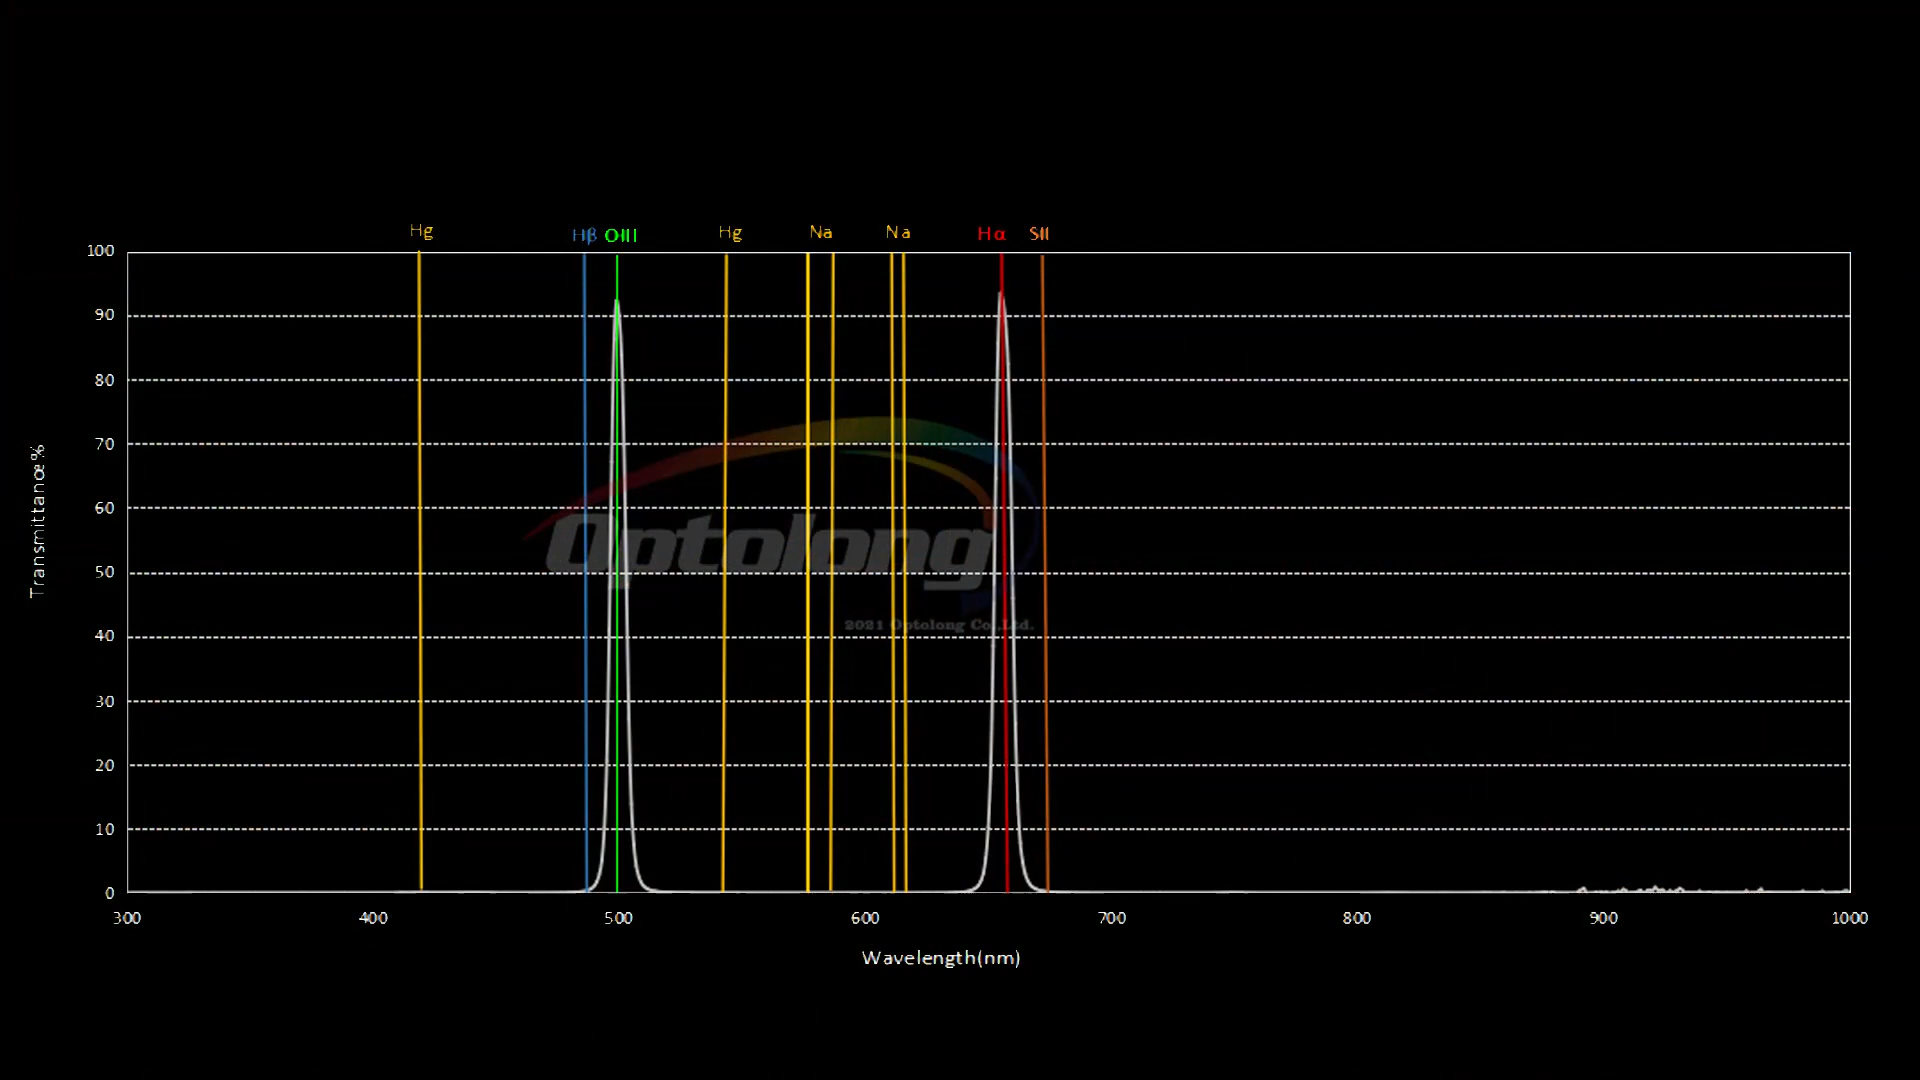 Hg Hβ OIII Hg Na Na Hα SII
100
90
80
70
60
50
40
30
20
10
0
Transmittance%
300 400 500 600 700 800 900 1000
Wavelength(nm)
Optolong
2021 Optolong Co.,Ltd.